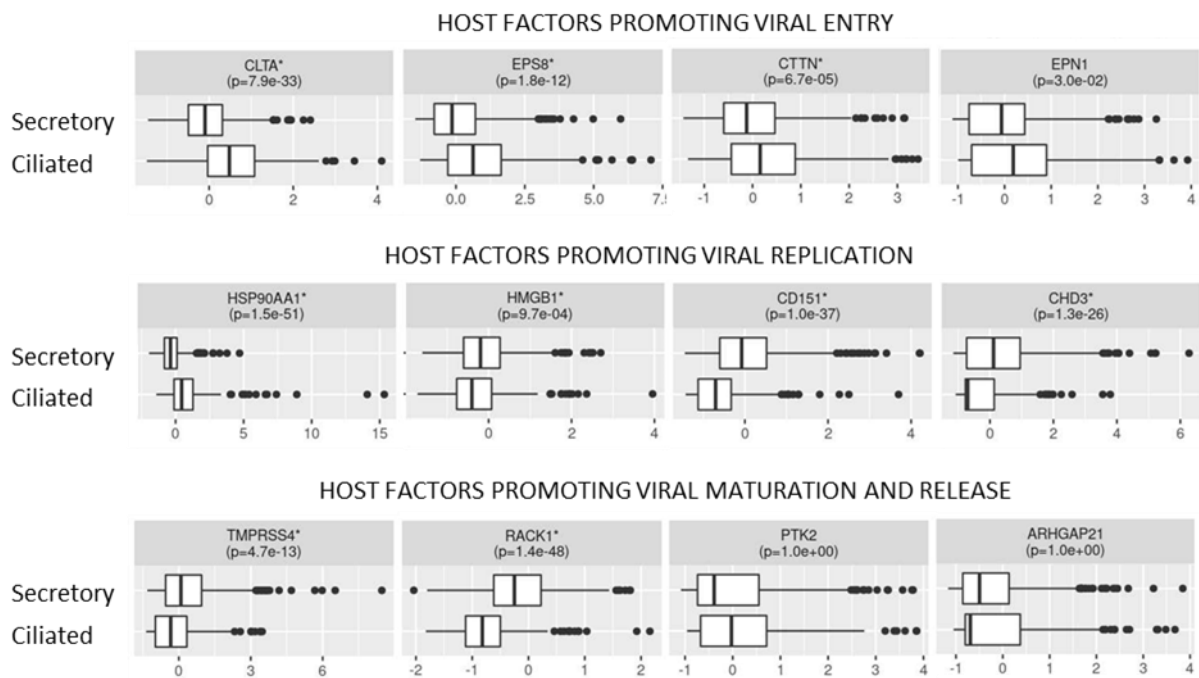 HOST FACTORS PROMOTING VIRAL ENTRY
CLTA* EPS8* CTTN* EPN1
(p=7.9e-33) (p=1.8e-12) (p=6.7e-05) (p=3.0e-02)
Secretory
Ciliated
0 2 4 0.0 2.5 5.0 7.5 -1 0 1 2 3 -1 0 1 2 3 4
HOST FACTORS PROMOTING VIRAL REPLICATION
HSP90AA1* HMGB1* CD151* CHD3*
(p=1.5e-51) (p=9.7e-04) (p=1.0e-37) (p=1.3e-26)
Secretory
Ciliated
0 5 10 15 0 2 4 0 2 4 0 2 4 6
HOST FACTORS PROMOTING VIRAL MATURATION AND RELEASE
TMPRSS4* RACK1* PTK2 ARHGAP21
(p=4.7e-13) (p=1.4e-48) (p=1.0e+00) (p=1.0e+00)
Secretory
Ciliated
0 3 6 -2 -1 0 1 2 -1 0 1 2 3 4 -1 0 1 2 3 4